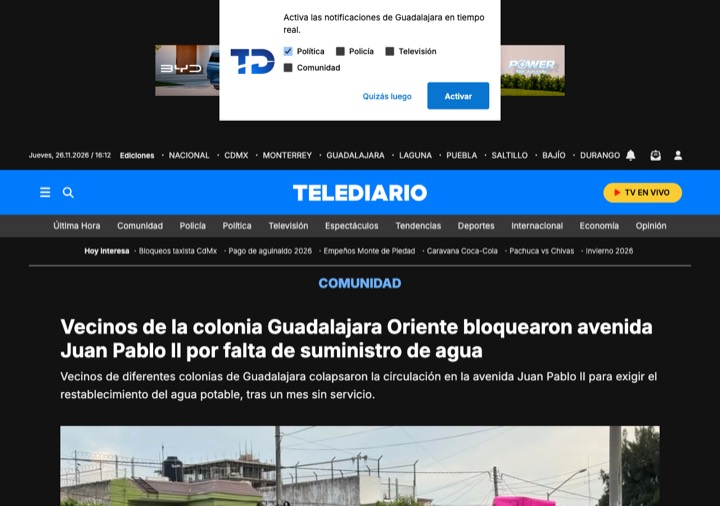 Activa las notificaciones de Guadalajara en tiempo
real.
TD
Política Policía Televisión
Comunidad
Quizás luego Activar
BYD
POWER
Jueves, 26.11.2026 / 16:12 Ediciones · NACIONAL · CDMX · MONTERREY · GUADALAJARA · LAGUNA · PUEBLA · SALTILLO · BAJÍO · DURANGO
TELEDIARIO
TV EN VIVO
Última Hora Comunidad Policía Política Televisión Espectáculos Tendencias Deportes Internacional Economía Opinión
Hoy Interesa · Bloqueos taxista CdMx · Pago de aguinaldo 2026 · Empeños Monte de Piedad · Caravana Coca-Cola · Pachuca vs Chivas · Invierno 2026
COMUNIDAD
Vecinos de la colonia Guadalajara Oriente bloquearon avenida
Juan Pablo II por falta de suministro de agua
Vecinos de diferentes colonias de Guadalajara colapsaron la circulación en la avenida Juan Pablo II para exigir el
restablecimiento del agua potable, tras un mes sin servicio.